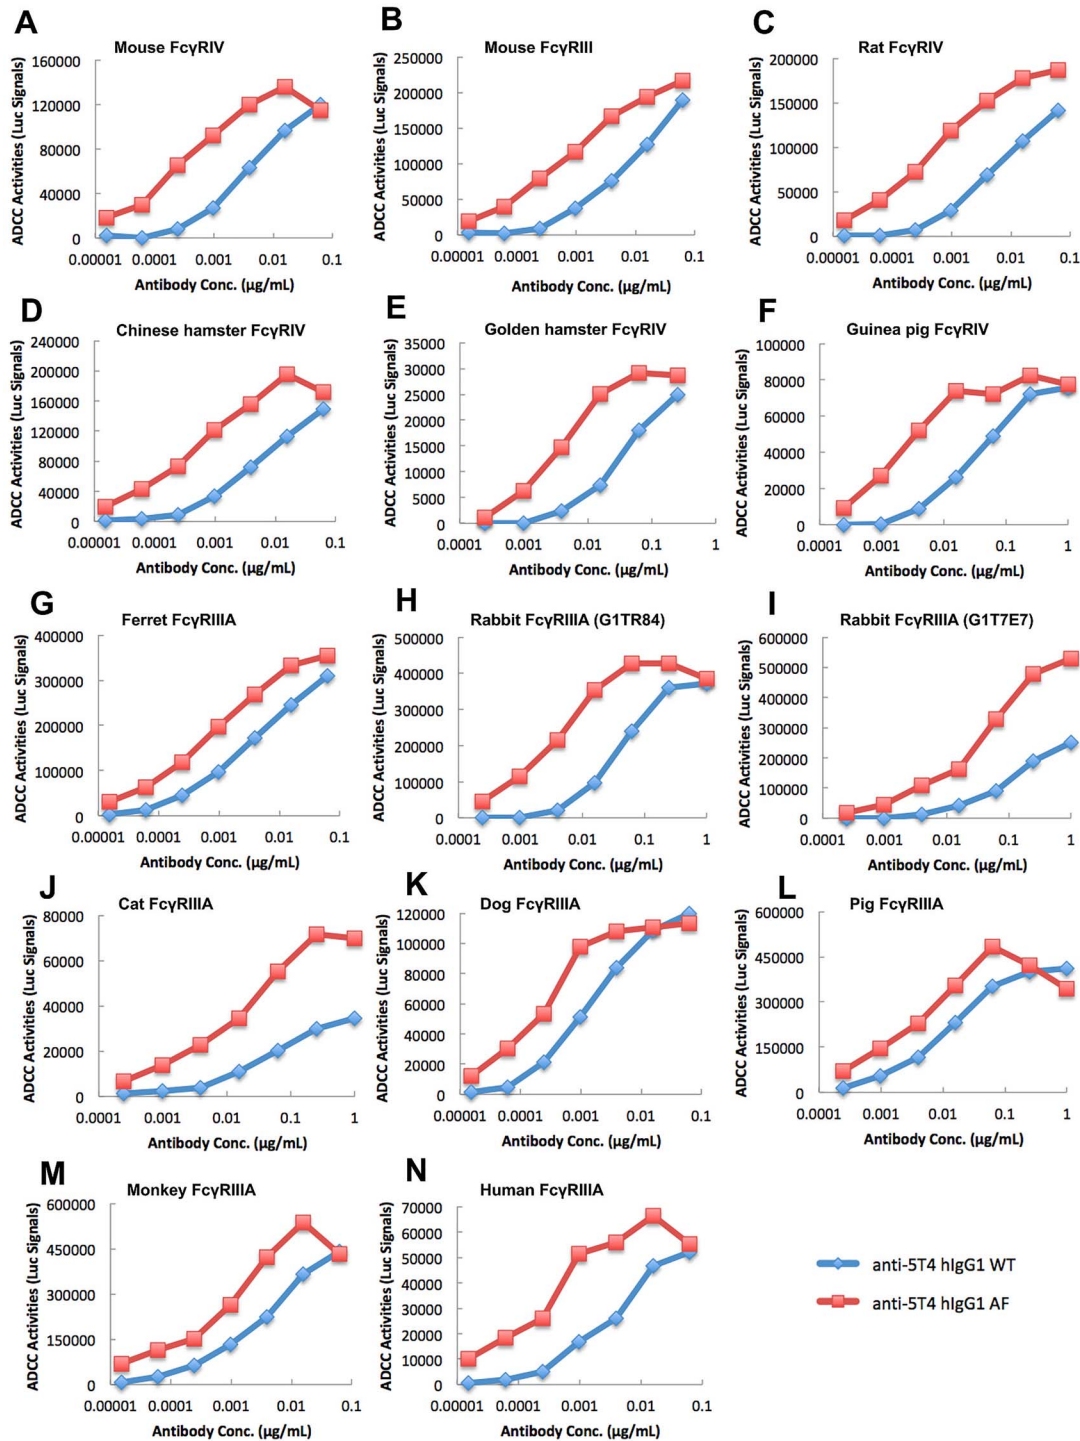 A
Mouse FcγRIV
ADCC Activities (Luc Signals)
160000
120000
80000
40000
0
0.00001 0.0001 0.001 0.01 0.1
Antibody Conc. (µg/mL)
B
Mouse FcγRIII
ADCC Activities (Luc Signals)
250000
200000
150000
100000
50000
0
0.00001 0.0001 0.001 0.01 0.1
Antibody Conc. (µg/mL)
C
Rat FcγRIV
ADCC Activities (Luc Signals)
200000
150000
100000
50000
0
0.00001 0.0001 0.001 0.01 0.1
Antibody Conc. (µg/mL)
D
Chinese hamster FcγRIV
ADCC Activities (Luc Signals)
240000
200000
160000
120000
80000
40000
0
0.00001 0.0001 0.001 0.01 0.1
Antibody Conc. (µg/mL)
E
Golden hamster FcγRIV
ADCC Activities (Luc Signals)
35000
30000
25000
20000
15000
10000
5000
0
0.0001 0.001 0.01 0.1 1
Antibody Conc. (µg/mL)
F
Guinea pig FcγRIV
ADCC Activities (Luc Signals)
100000
80000
60000
40000
20000
0
0.0001 0.001 0.01 0.1 1
Antibody Conc. (µg/mL)
G
Ferret FcγRIIIA
ADCC Activities (Luc Signals)
400000
300000
200000
100000
0
0.00001 0.0001 0.001 0.01 0.1
Antibody Conc. (µg/mL)
H
Rabbit FcγRIIIA (G1TR84)
ADCC Activities (Luc Signals)
500000
400000
300000
200000
100000
0
0.0001 0.001 0.01 0.1 1
Antibody Conc. (µg/mL)
I
Rabbit FcγRIIIA (G1T7E7)
ADCC Activities (Luc Signals)
600000
500000
400000
300000
200000
100000
0
0.0001 0.001 0.01 0.1 1
Antibody Conc. (µg/mL)
J
Cat FcγRIIIA
ADCC Activities (Luc Signals)
80000
60000
40000
20000
0
0.0001 0.001 0.01 0.1 1
Antibody Conc. (µg/mL)
K
Dog FcγRIIIA
ADCC Activities (Luc Signals)
120000
100000
80000
60000
40000
20000
0
0.00001 0.0001 0.001 0.01 0.1
Antibody Conc. (µg/mL)
L
Pig FcγRIIIA
ADCC Activities (Luc Signals)
600000
450000
300000
150000
0
0.0001 0.001 0.01 0.1 1
Antibody Conc. (µg/mL)
M
Monkey FcγRIIIA
ADCC Activities (Luc Signals)
600000
450000
300000
150000
0
0.00001 0.0001 0.001 0.01 0.1
Antibody Conc. (µg/mL)
N
Human FcγRIIIA
ADCC Activities (Luc Signals)
70000
60000
50000
40000
30000
20000
10000
0
0.00001 0.0001 0.001 0.01 0.1
Antibody Conc. (µg/mL)
anti-5T4 hIgG1 WT
anti-5T4 hIgG1 AF